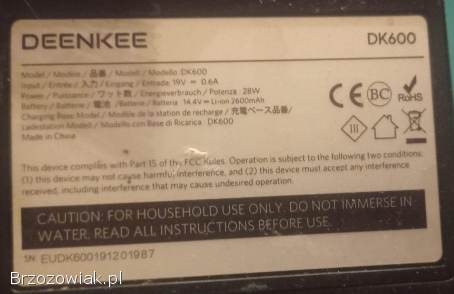 DEENKEE DK600
Model / Modèle / 品番 / Modell / Modello: DK600
Input / Entrée / 入力 / Eingang / Entrada: 19V ⎓ 0.6A
Power / Puissance / ワット数 / Energieverbrauch / Potenza: 28W
Battery / Batterie / 電池 / Batterie / Batteria: 14.4V ⎓ Li-ion 2600mAh
Charging Base Model / Modèle de la station de recharge / 充電ベース品番/
Ladestation Modell / Modello con Base di Ricarica: DK600
Made in China
CE BC RoHS
III
This device complies with Part 15 of the FCC Rules. Operation is subject to the following two conditions.
(1) this device may not cause harmful interference, and (2) this device must accept any interference
received, including interference that may cause undesired operation.
CAUTION: FOR HOUSEHOLD USE ONLY. DO NOT IMMERSE IN
WATER. READ ALL INSTRUCTIONS BEFORE USING.
S/N: EUDK600191201987
Brzozowiak.pl